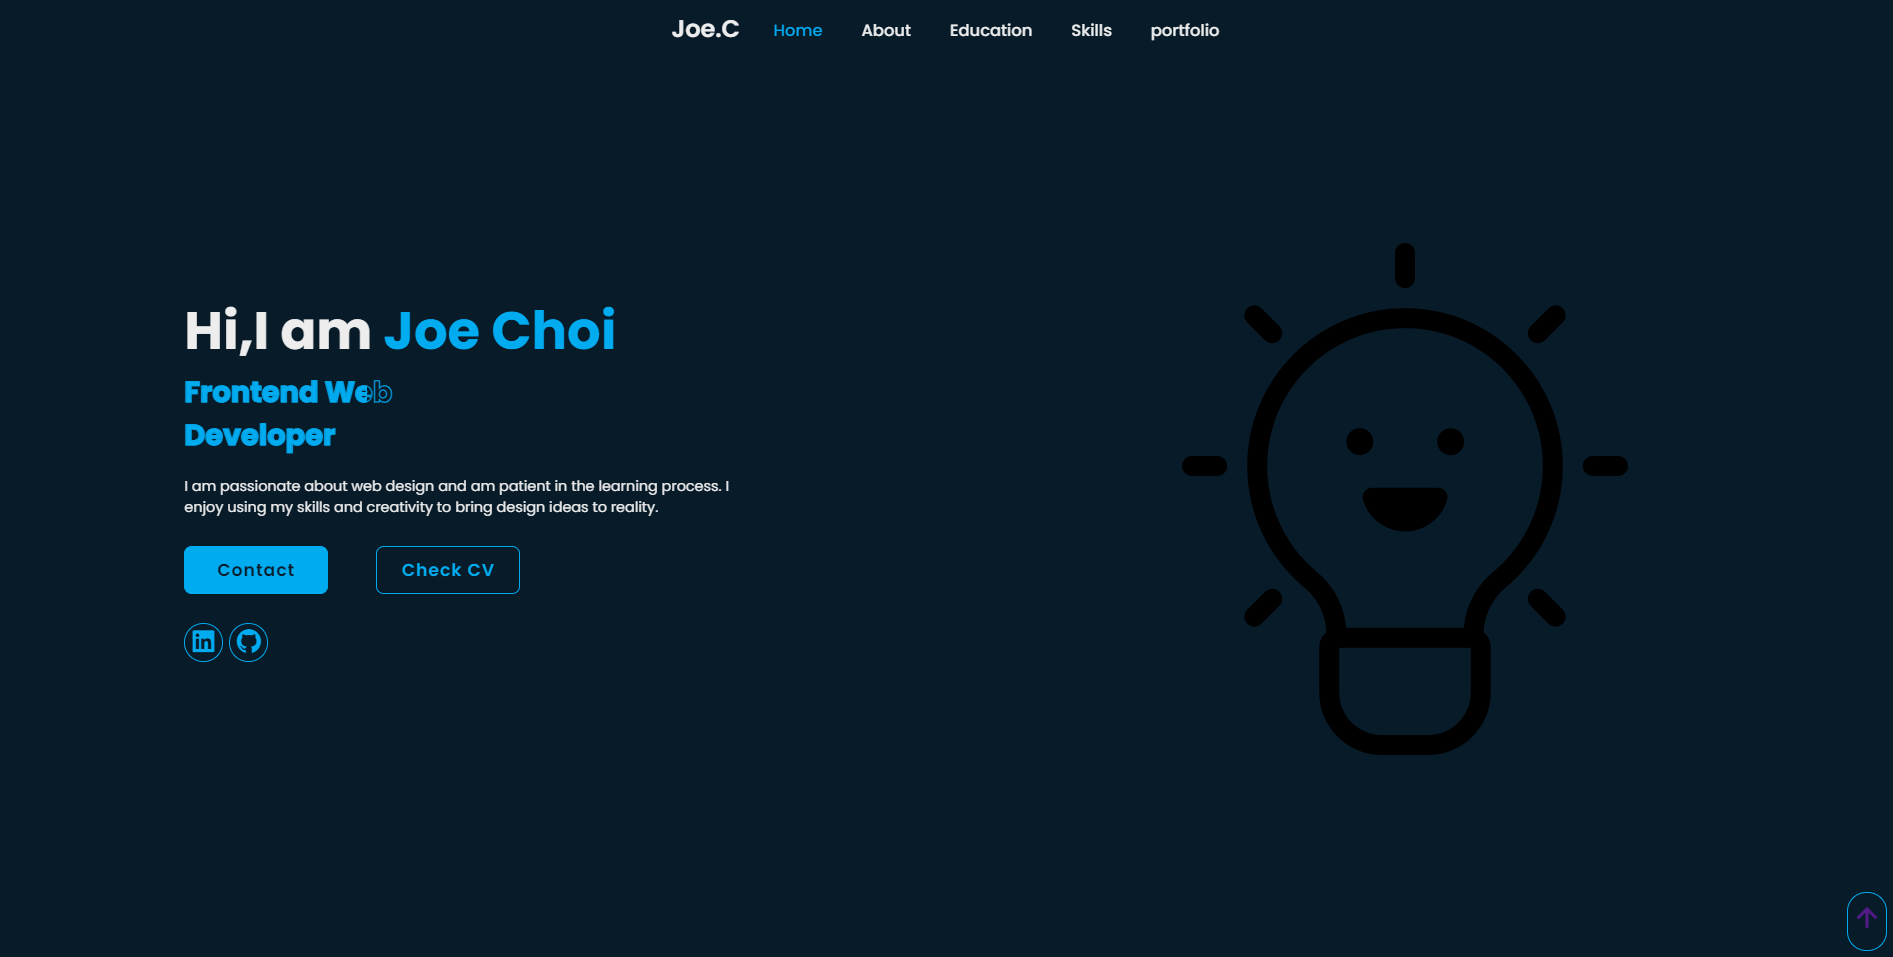 Joe.C Home About Education Skills portfolio
Hi,I am Joe Choi
Frontend Web
Developer
I am passionate about web design and am patient in the learning process. I
enjoy using my skills and creativity to bring design ideas to reality.
Contact Check CV
in